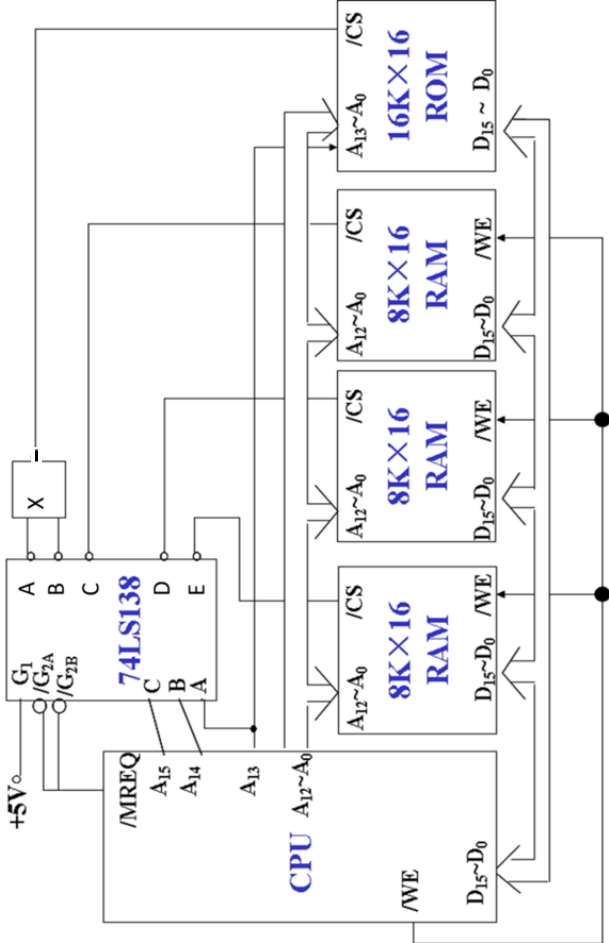 +5V
G₁
/G₂A
/G₂B
74LS138
C
B
A
A
B
C
D
E
X
CPU
/MREQ
A₁₅
A₁₄
A₁₃
A₁₂~A₀
/WE
D₁₅~D₀
8K×16
RAM
A₁₂~A₀
/CS
D₁₅~D₀
/WE
8K×16
RAM
A₁₂~A₀
/CS
D₁₅~D₀
/WE
8K×16
RAM
A₁₂~A₀
/CS
D₁₅~D₀
/WE
16K×16
ROM
A₁₃~A₀
/CS
D₁₅ ~ D₀